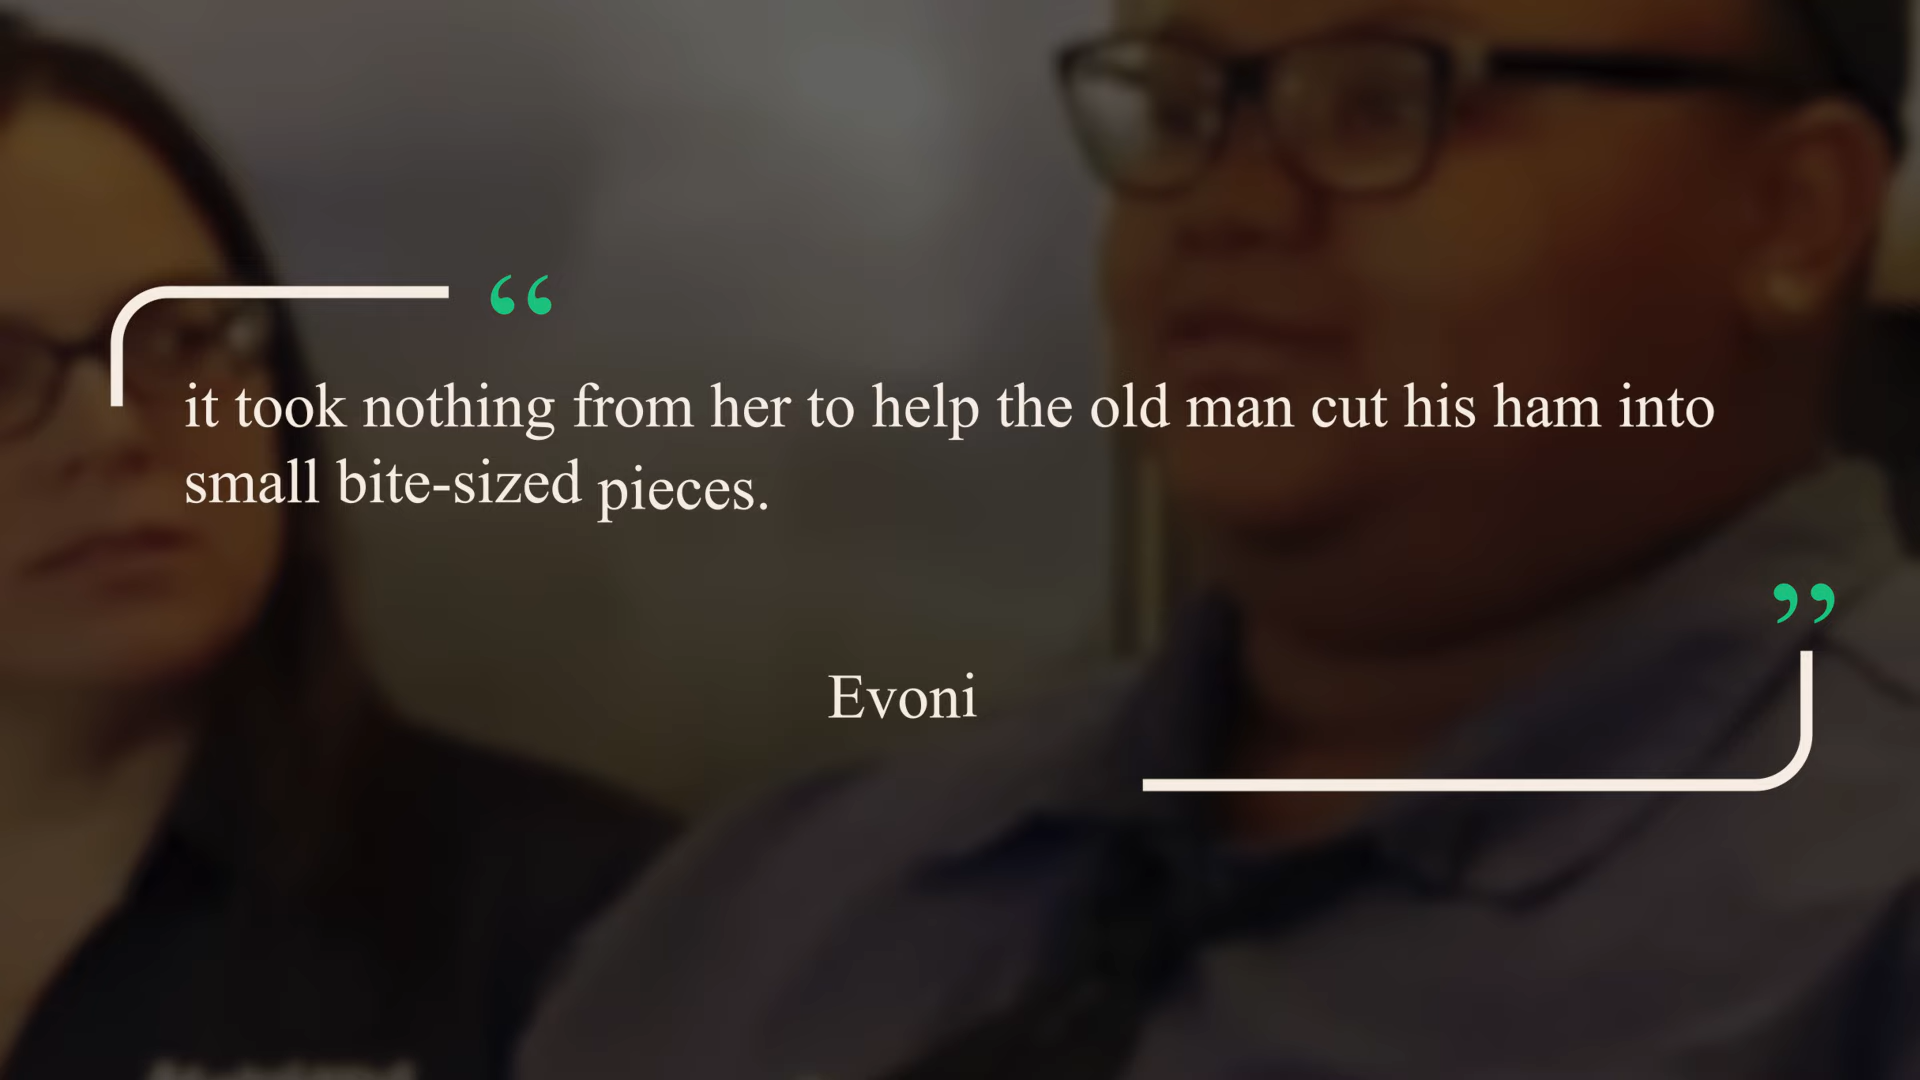 “
it took nothing from her to help the old man cut his ham into
small bite-sized pieces.
”
Evoni